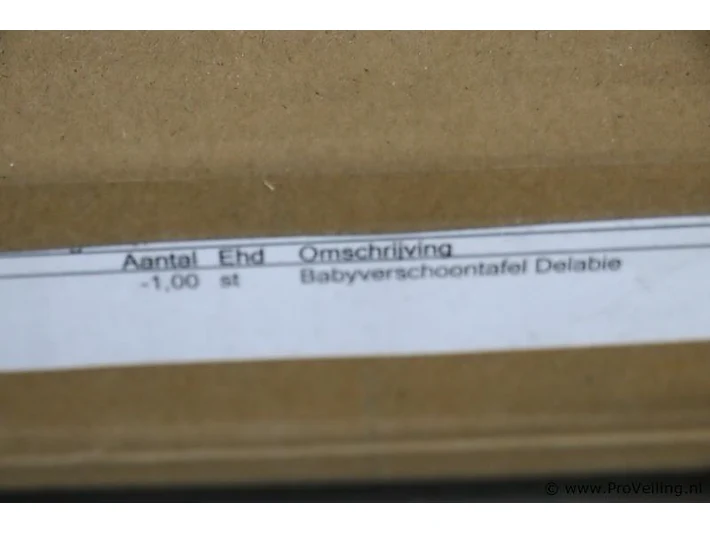 Aantal Ehd Omschrijving
-1,00 st Babyverschoontafel Delabie
© www.ProVeiling.nl